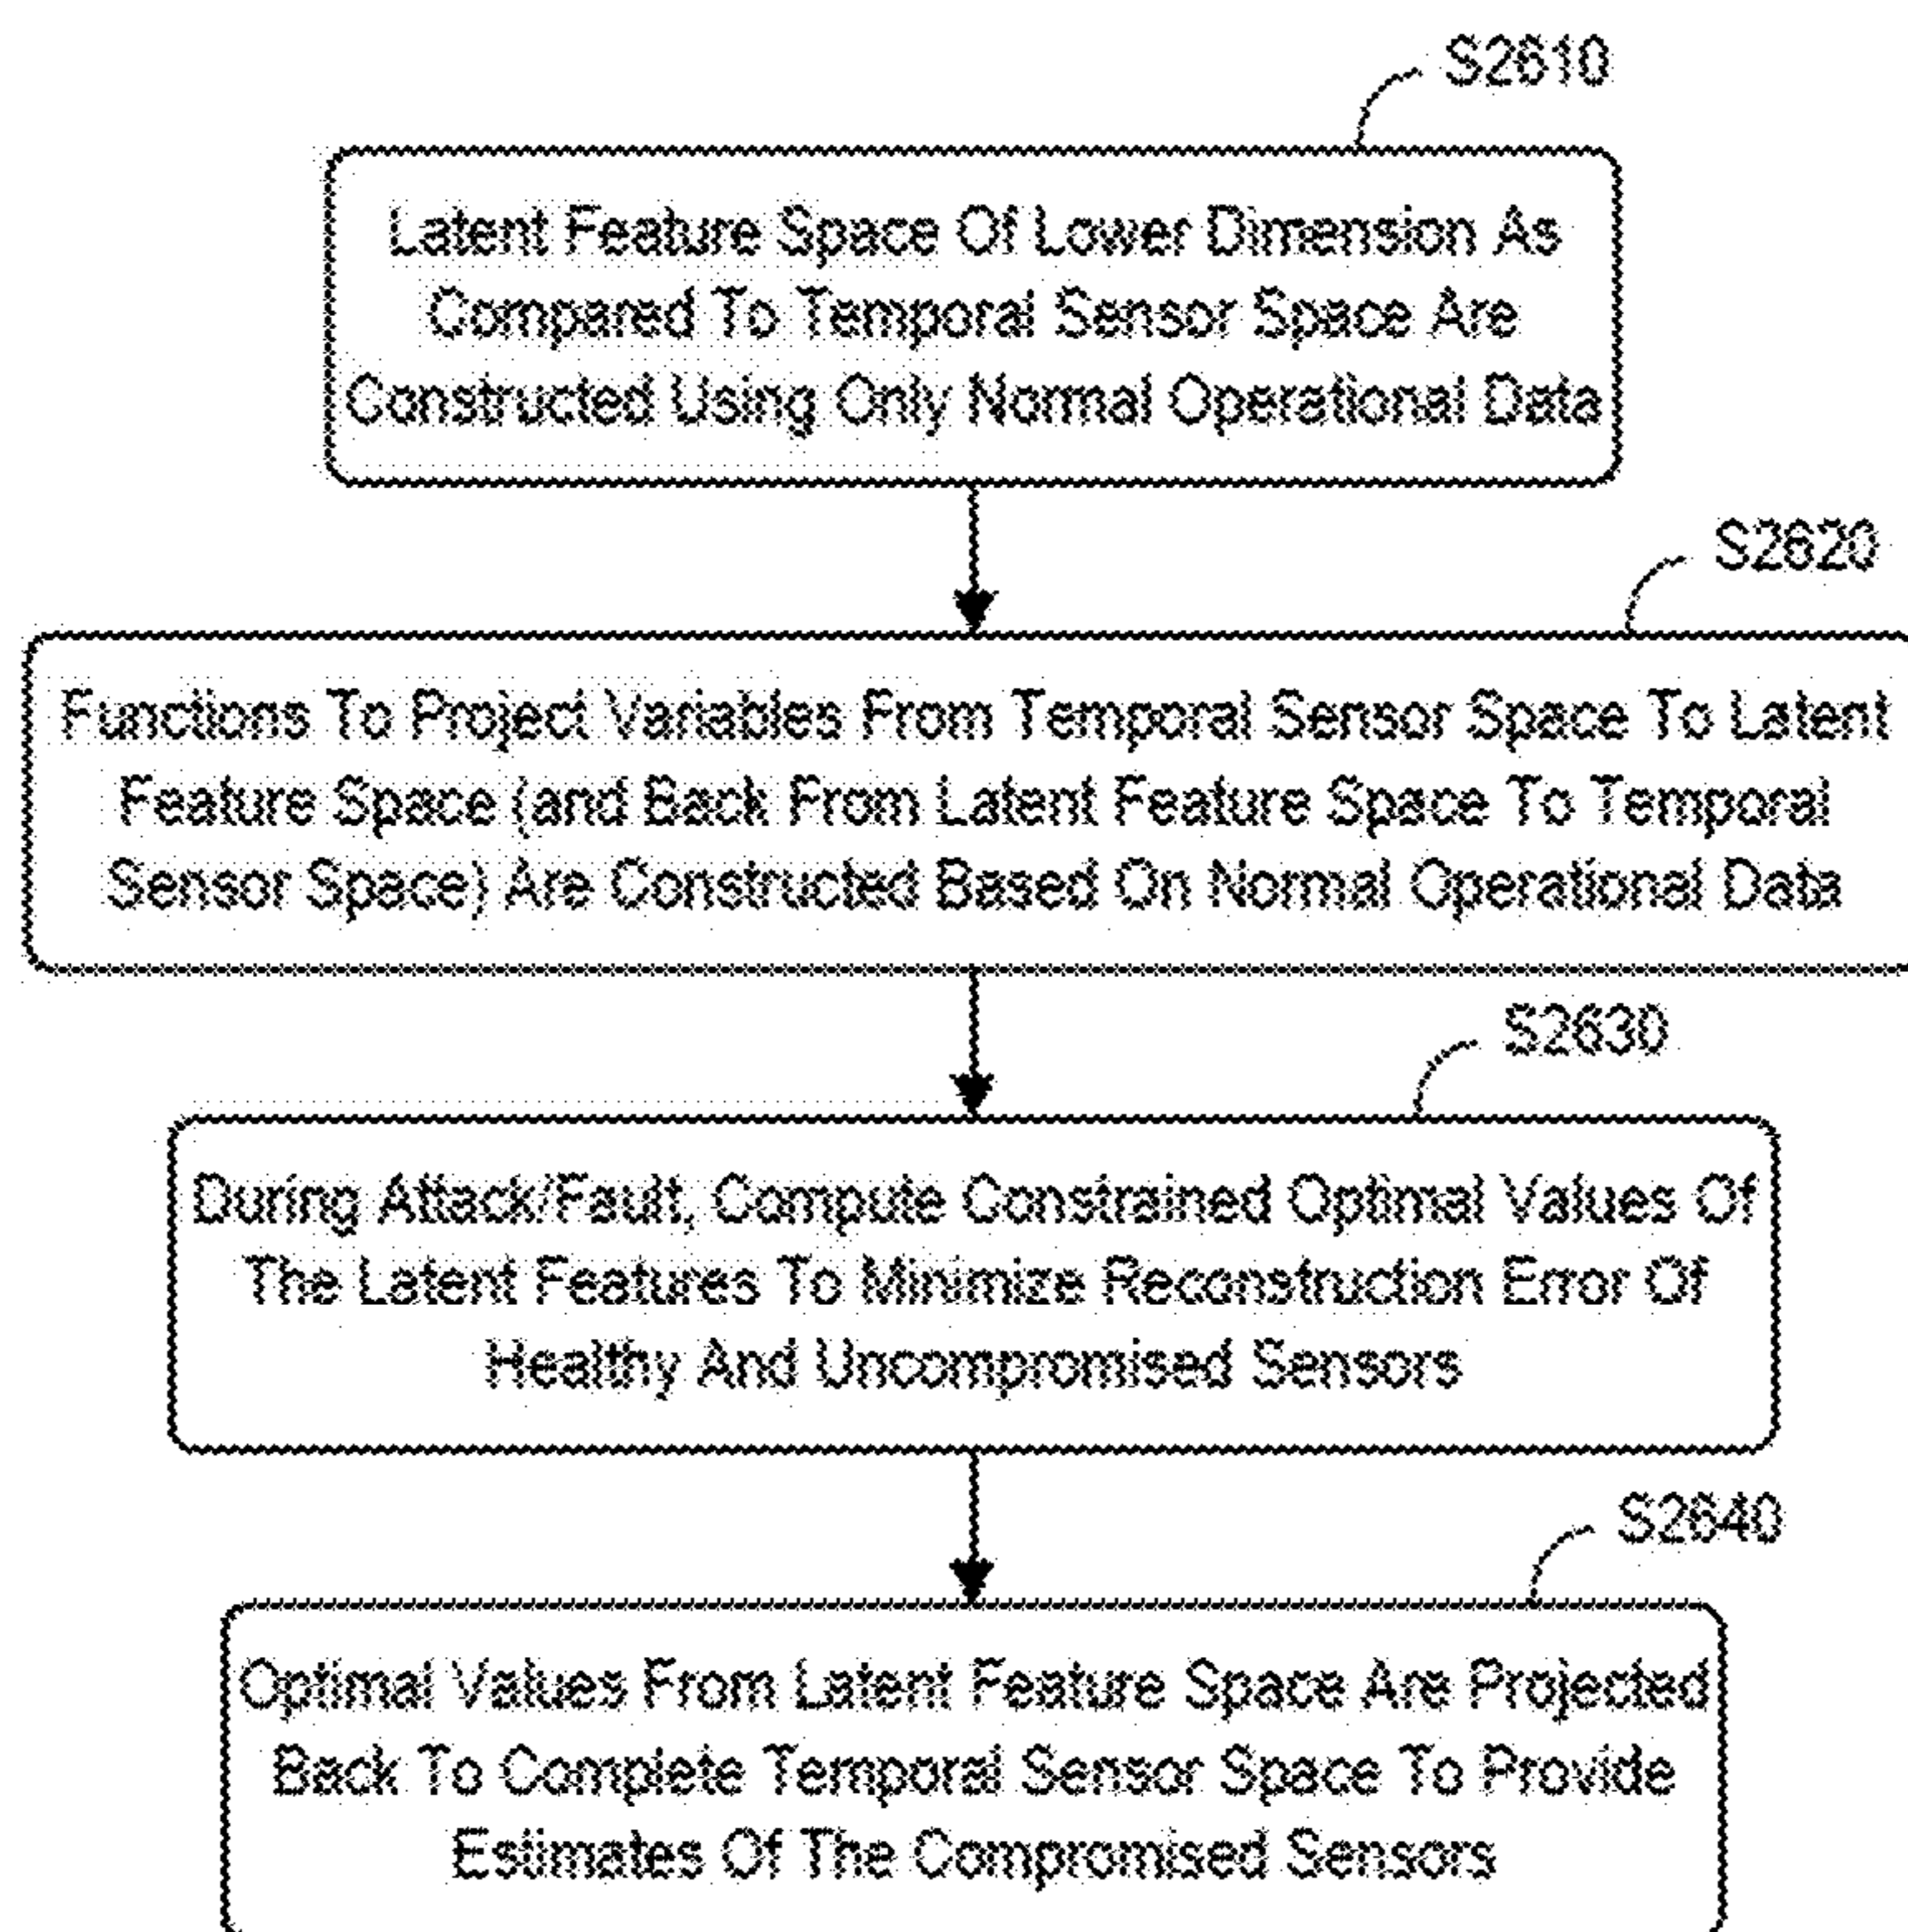 S2610
Latent Feature Space Of Lower Dimension As
Compared To Temporal Sensor Space Are
Constructed Using Only Normal Operational Data
S2620
Functions To Project Variables From Temporal Sensor Space To Latent
Feature Space (and Back From Latent Feature Space To Temporal
Sensor Space) Are Constructed Based On Normal Operational Data
S2630
During Attack/Fault, Compute Constrained Optimal Values Of
The Latent Features To Minimize Reconstruction Error Of
Healthy And Uncompromised Sensors
S2640
Optimal Values From Latent Feature Space Are Projected
Back To Complete Temporal Sensor Space To Provide
Estimates Of The Compromised Sensors